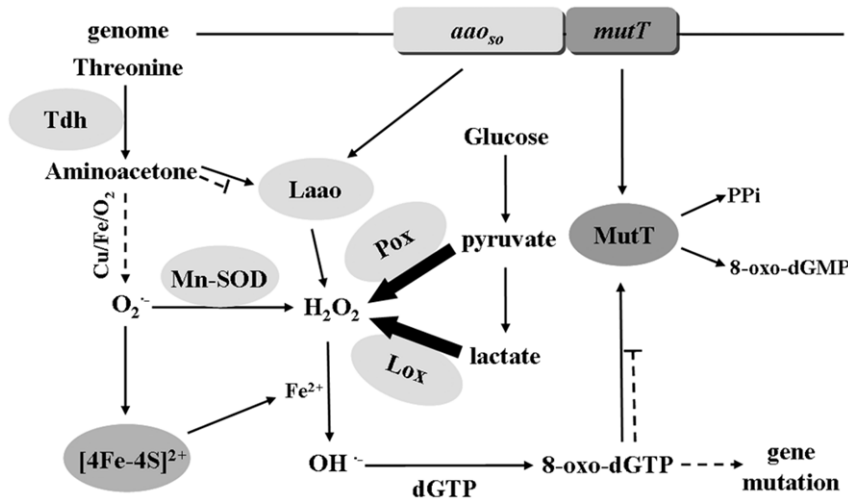 genome
aao_so
mutT
Threonine
Tdh
Glucose
Aminoacetone
Laao
PPi
Cu/Fe/O₂
Pox
pyruvate
MutT
Mn-SOD
8-oxo-dGMP
O₂˙⁻
H₂O₂
lactate
Lox
Fe²⁺
[4Fe-4S]²⁺
OH˙⁻
8-oxo-dGTP
gene
mutation
dGTP